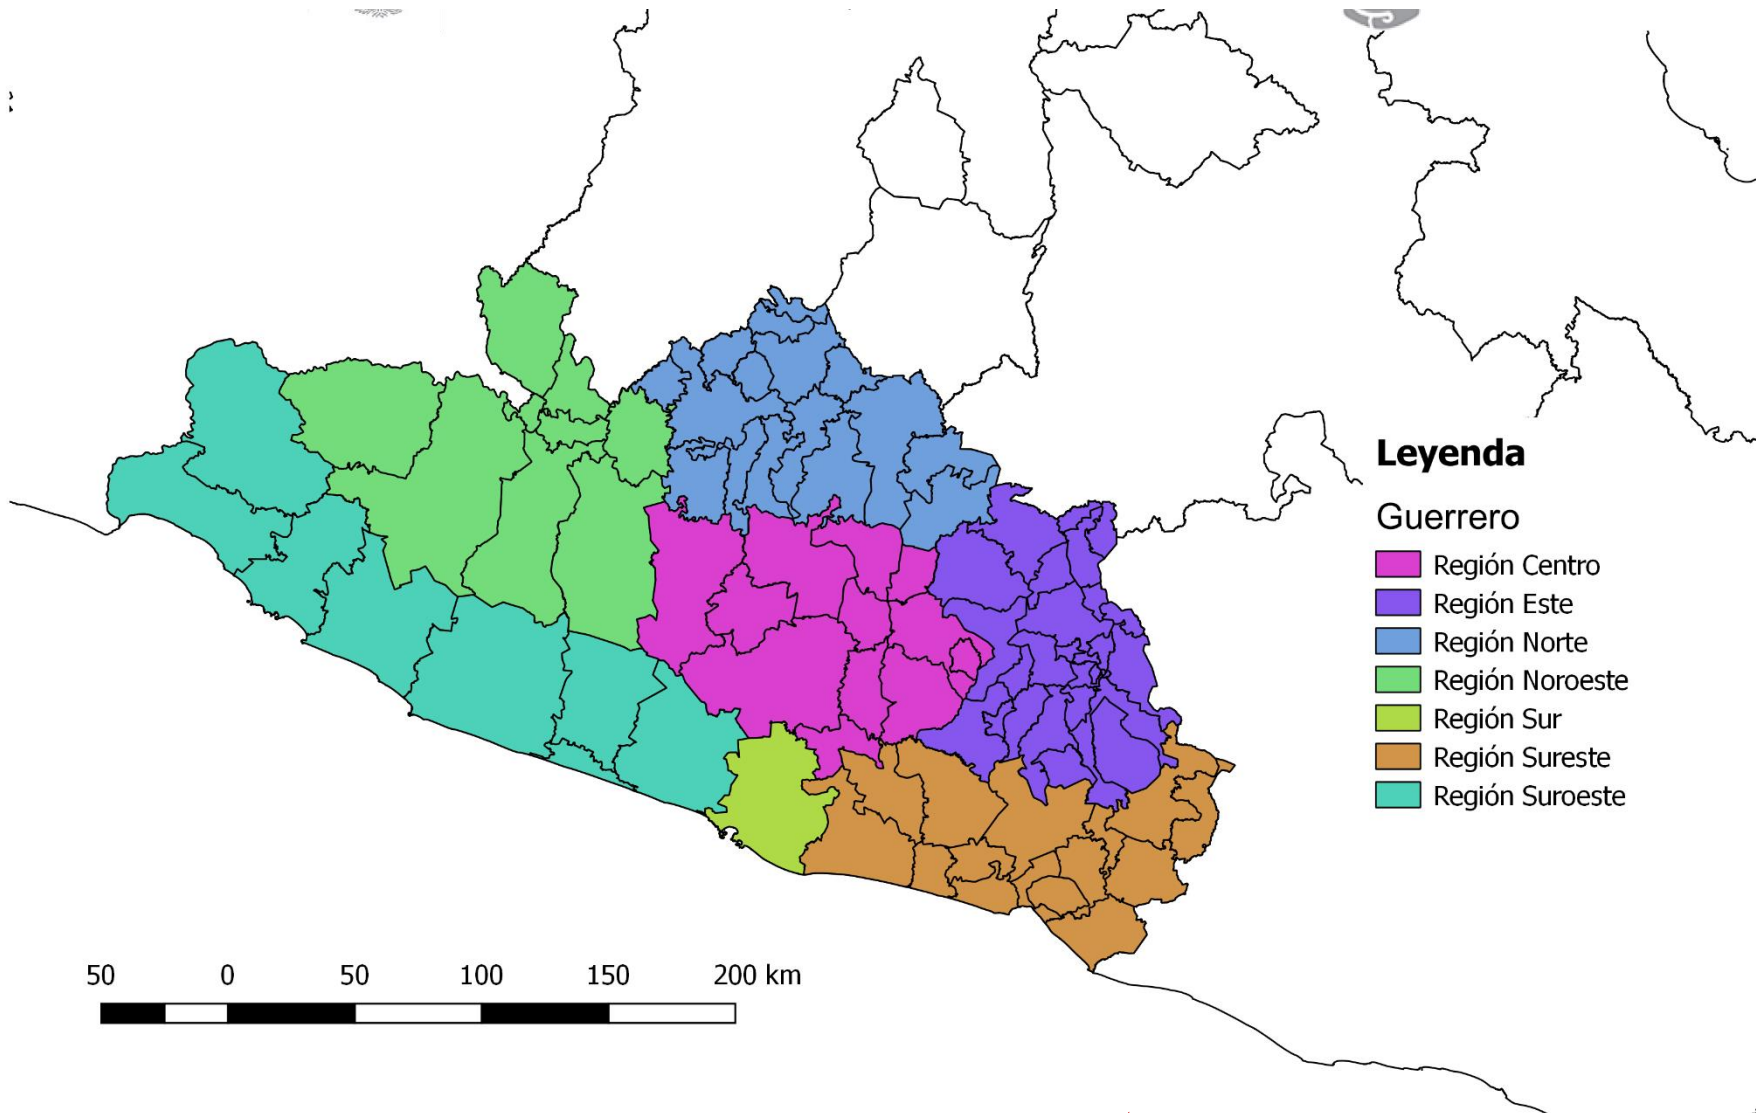 Leyenda
Guerrero
Región Centro
Región Este
Región Norte
Región Noroeste
Región Sur
Región Sureste
Región Suroeste
50 0 50 100 150 200 km